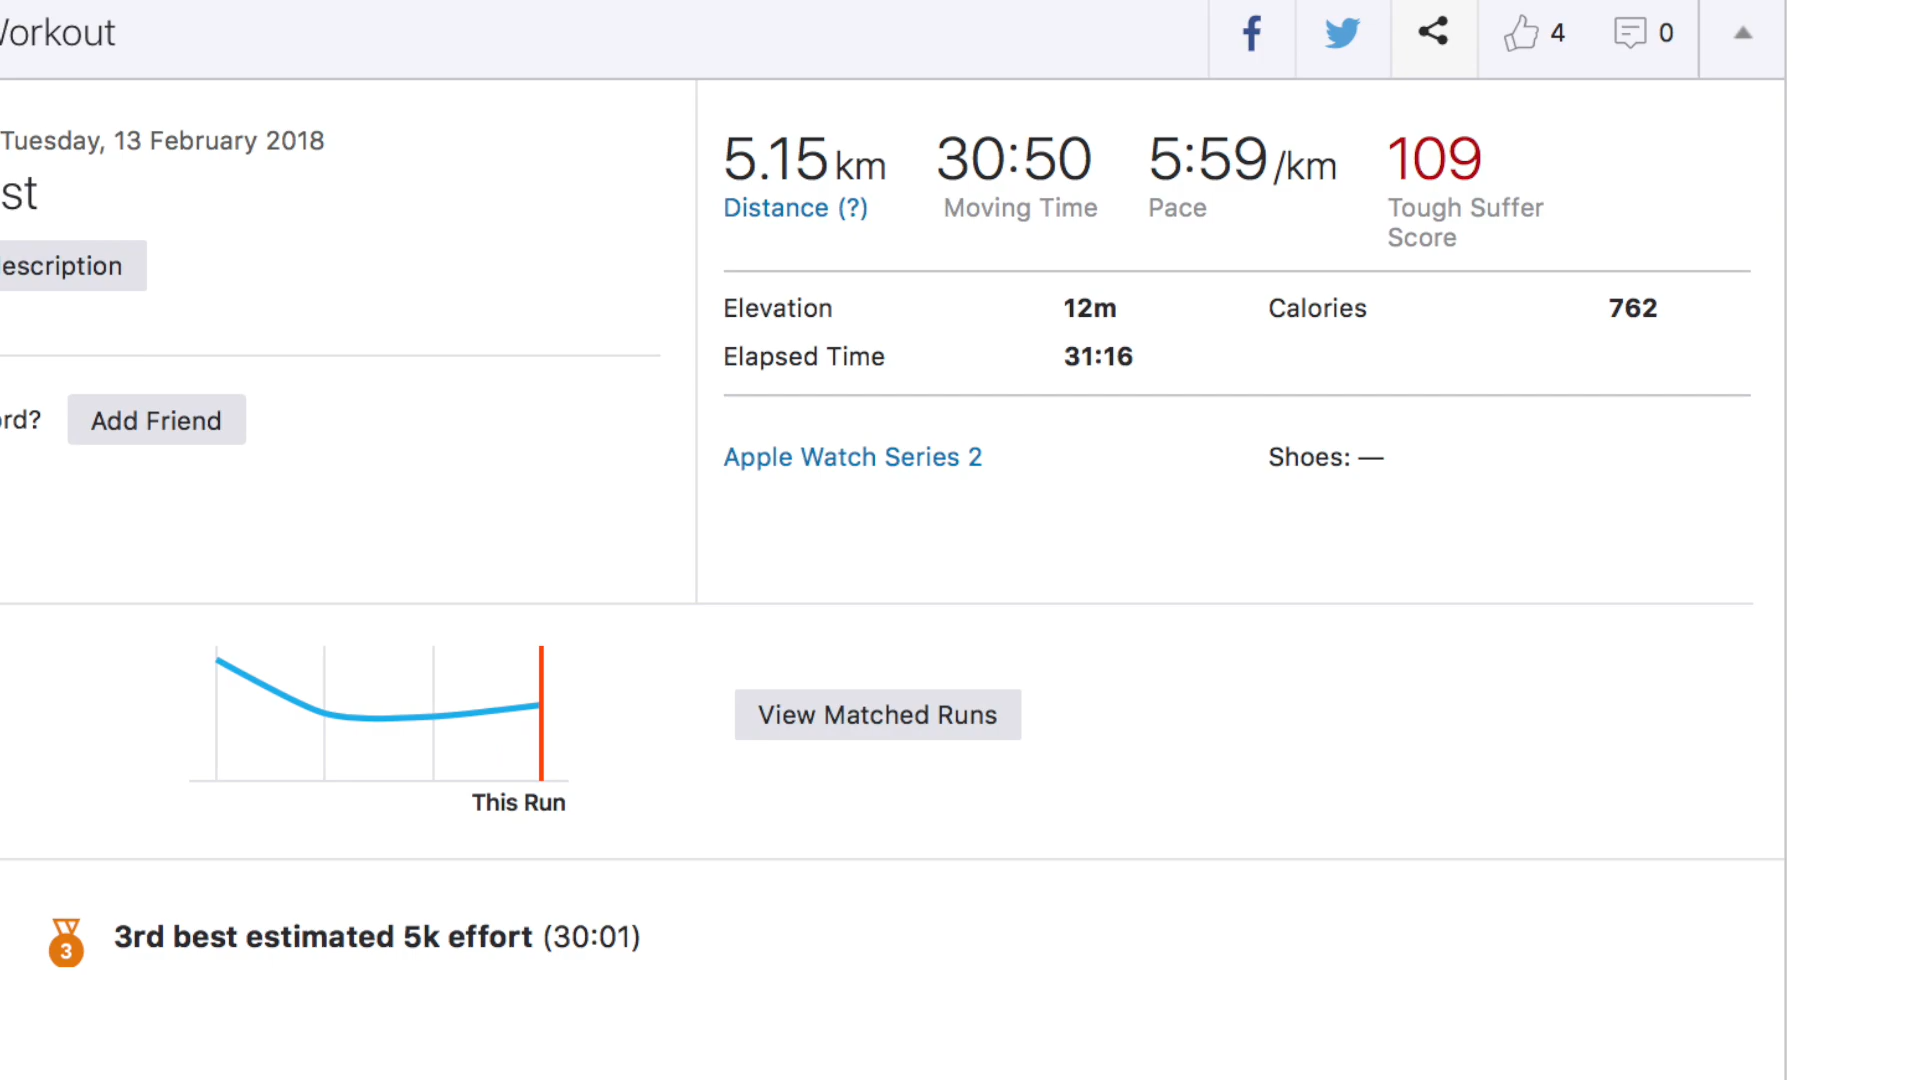 Workout
4
0
Tuesday, 13 February 2018
st
escription
rd?
Add Friend
5.15 km
Distance (?)
30:50
Moving Time
5:59 /km
Pace
109
Tough Suffer
Score
Elevation 12m
Calories 762
Elapsed Time 31:16
Apple Watch Series 2
Shoes: —
This Run
View Matched Runs
3
3rd best estimated 5k effort (30:01)